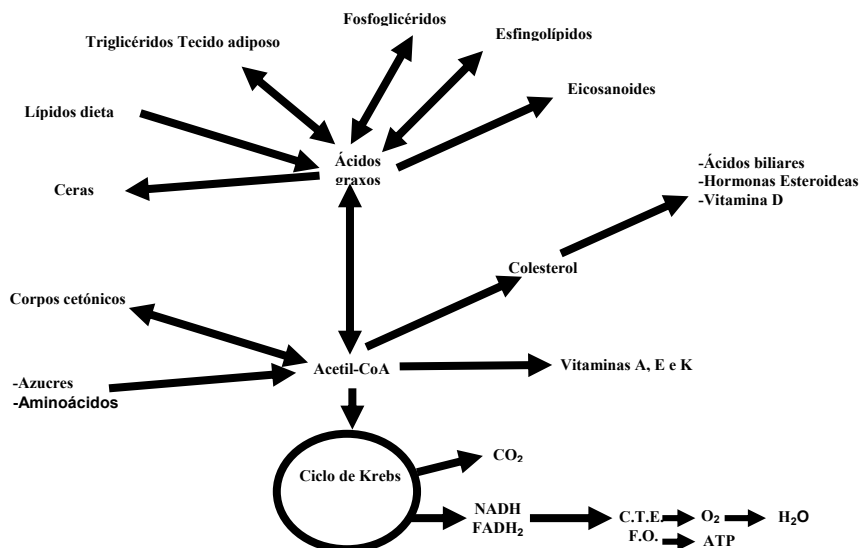 Fosfoglicéridos
Triglicéridos Tecido adiposo
Esfingolípidos
Eicosanoides
Lípidos dieta
Ácidos
graxos
Ceras
-Ácidos biliares
-Hormonas Esteroideas
-Vitamina D
Colesterol
Corpos cetónicos
Acetil-CoA
Vitaminas A, E e K
-Azucres
-Aminoácidos
Ciclo de Krebs
CO₂
NADH
FADH₂
C.T.E.
O₂
H₂O
F.O.
ATP